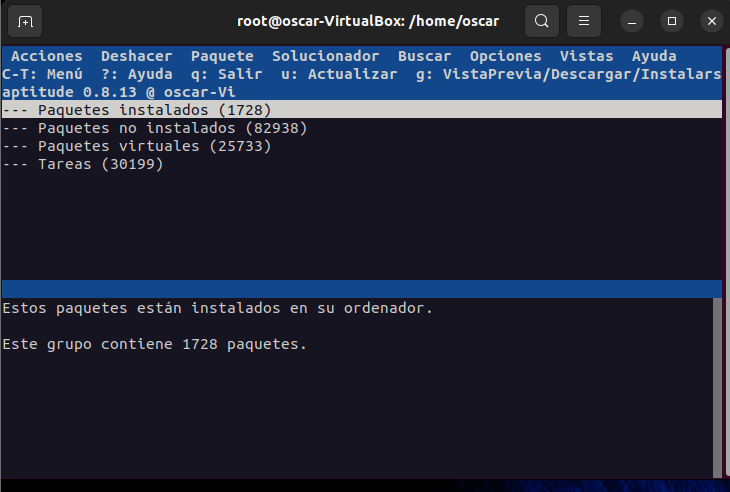 root@oscar-VirtualBox: /home/oscar
Acciones Deshacer Paquete Solucionador Buscar Opciones Vistas Ayuda
C-T: Menú ?: Ayuda q: Salir u: Actualizar g: VistaPrevia/Descargar/Instalars
aptitude 0.8.13 @ oscar-Vi
--- Paquetes instalados (1728)
--- Paquetes no instalados (82938)
--- Paquetes virtuales (25733)
--- Tareas (30199)
Estos paquetes están instalados en su ordenador.
Este grupo contiene 1728 paquetes.